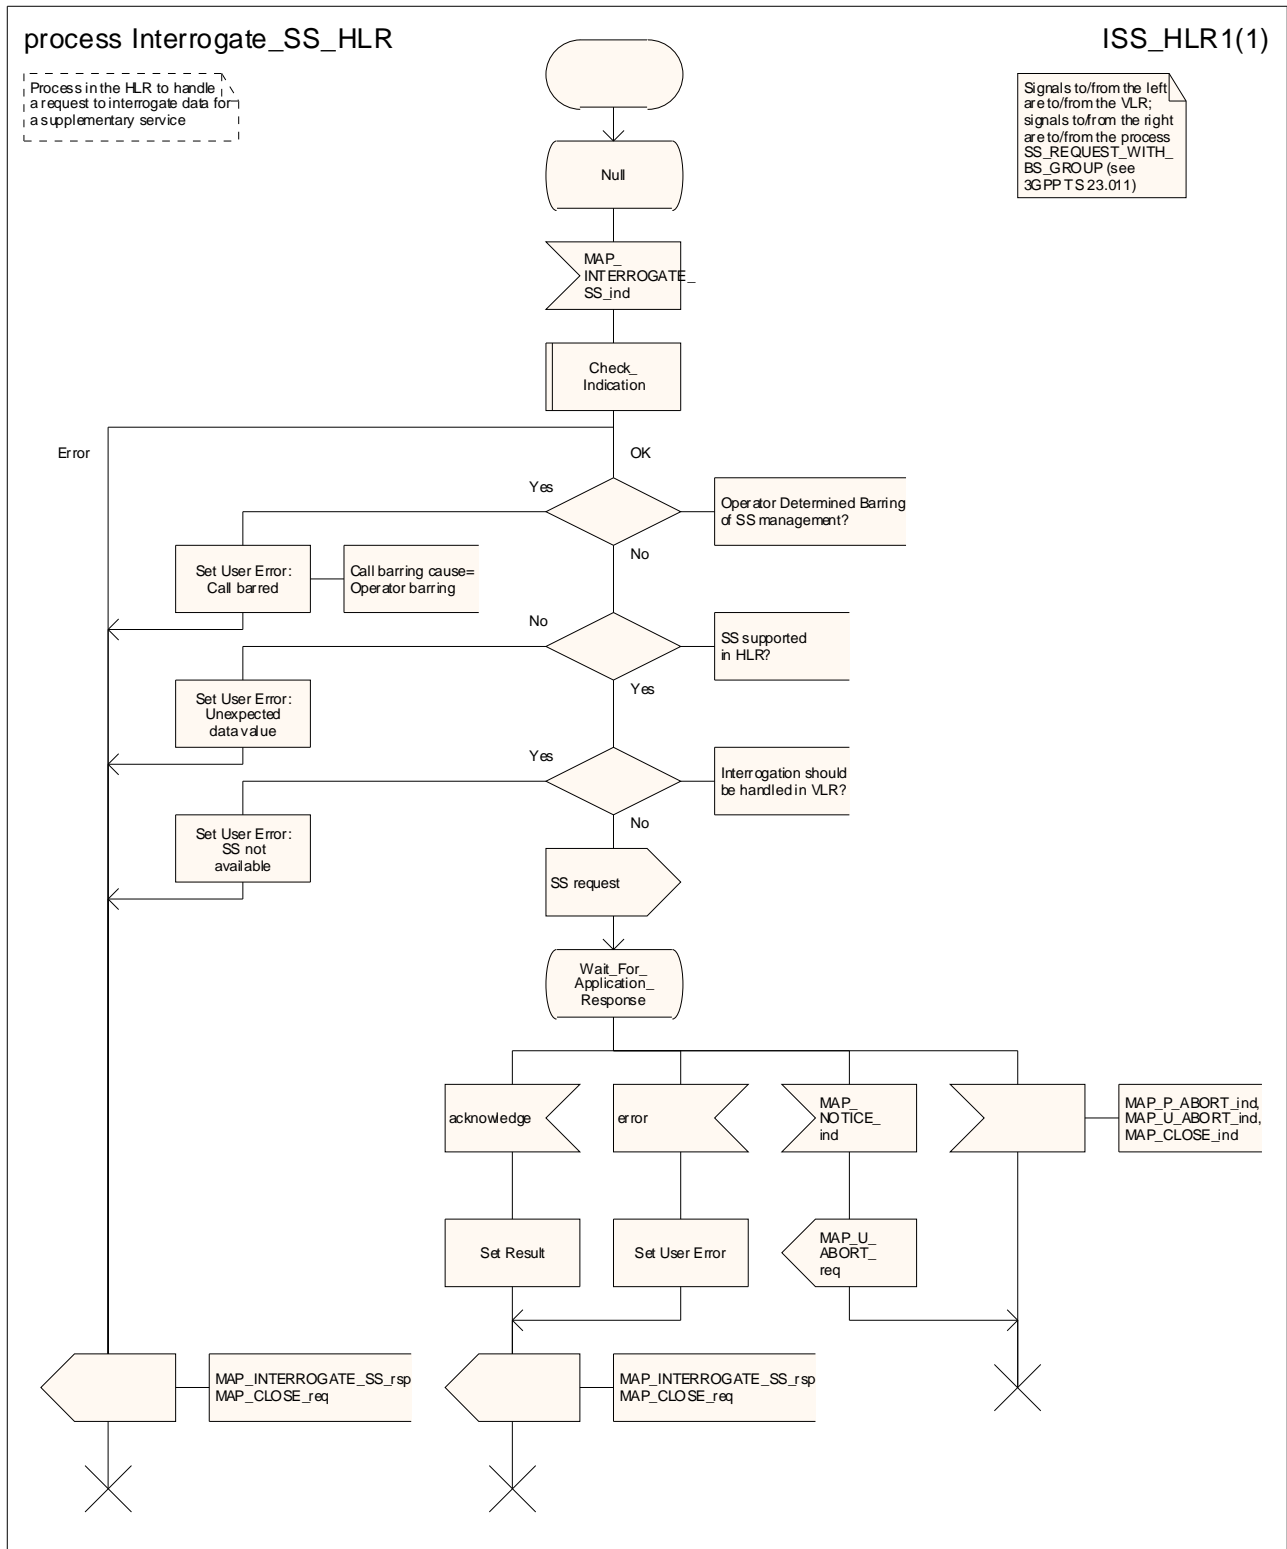 process Interrogate_SS_HLR
ISS_HLR1(1)
Process in the HLR to handle
a request to interrogate data for
a supplementary service
Signals to/from the left
are to/from the VLR;
signals to/from the right
are to/from the process
SS_REQUEST_WITH_
BS_GROUP (see
3GPP TS 23.011)
Null
MAP_
INTERROGATE_
SS_ind
Check_
Indication
Error
OK
Yes
Operator Determined Barring
of SS management?
No
Set User Error:
Call barred
Call barring cause=
Operator barring
No
SS supported
in HLR?
Yes
Set User Error:
Unexpected
data value
Yes
Interrogation should
be handled in VLR?
No
Set User Error:
SS not
available
SS request
Wait_For_
Application_
Response
acknowledge
error
MAP_
NOTICE_
ind
MAP_P_ABORT_ind,
MAP_U_ABORT_ind,
MAP_CLOSE_ind
Set Result
Set User Error
MAP_U_
ABORT_
req
MAP_INTERROGATE_SS_rsp
MAP_CLOSE_req
MAP_INTERROGATE_SS_rsp
MAP_CLOSE_req